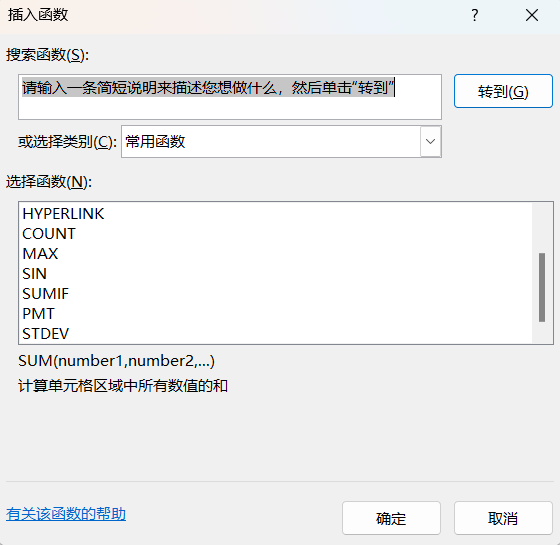 插入函数
搜索函数(S):
请输入一条简短说明来描述您想做什么，然后单击“转到”
转到(G)
或选择类别(C): 常用函数
选择函数(N):
HYPERLINK
COUNT
MAX
SIN
SUMIF
PMT
STDEV
SUM(number1,number2,...)
计算单元格区域中所有数值的和
有关该函数的帮助
确定
取消